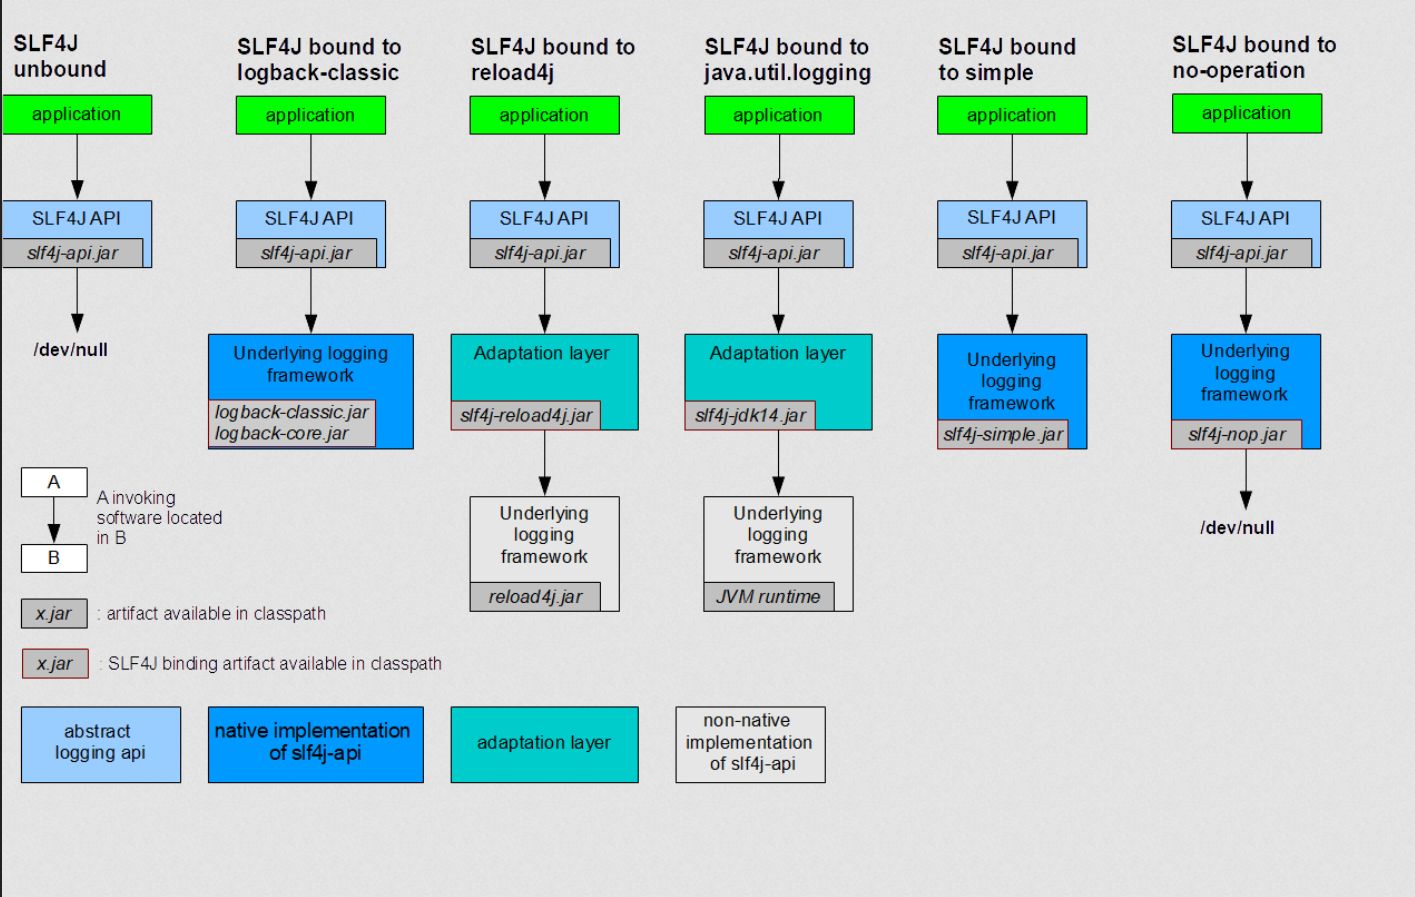 SLF4J
unbound
application
SLF4J API
slf4j-api.jar
/dev/null
SLF4J bound to
logback-classic
application
SLF4J API
slf4j-api.jar
Underlying logging
framework
logback-classic.jar
logback-core.jar
SLF4J bound to
reload4j
application
SLF4J API
slf4j-api.jar
Adaptation layer
slf4j-reload4j.jar
Underlying
logging
framework
reload4j.jar
SLF4J bound to
java.util.logging
application
SLF4J API
slf4j-api.jar
Adaptation layer
slf4j-jdk14.jar
Underlying
logging
framework
JVM runtime
SLF4J bound
to simple
application
SLF4J API
slf4j-api.jar
Underlying
logging
framework
slf4j-simple.jar
SLF4J bound to
no-operation
application
SLF4J API
slf4j-api.jar
Underlying
logging
framework
slf4j-nop.jar
/dev/null
A
B
A invoking
software located
in B
x.jar : artifact available in classpath
x.jar : SLF4J binding artifact available in classpath
abstract
logging api
native implementation
of slf4j-api
adaptation layer
non-native
implementation
of slf4j-api